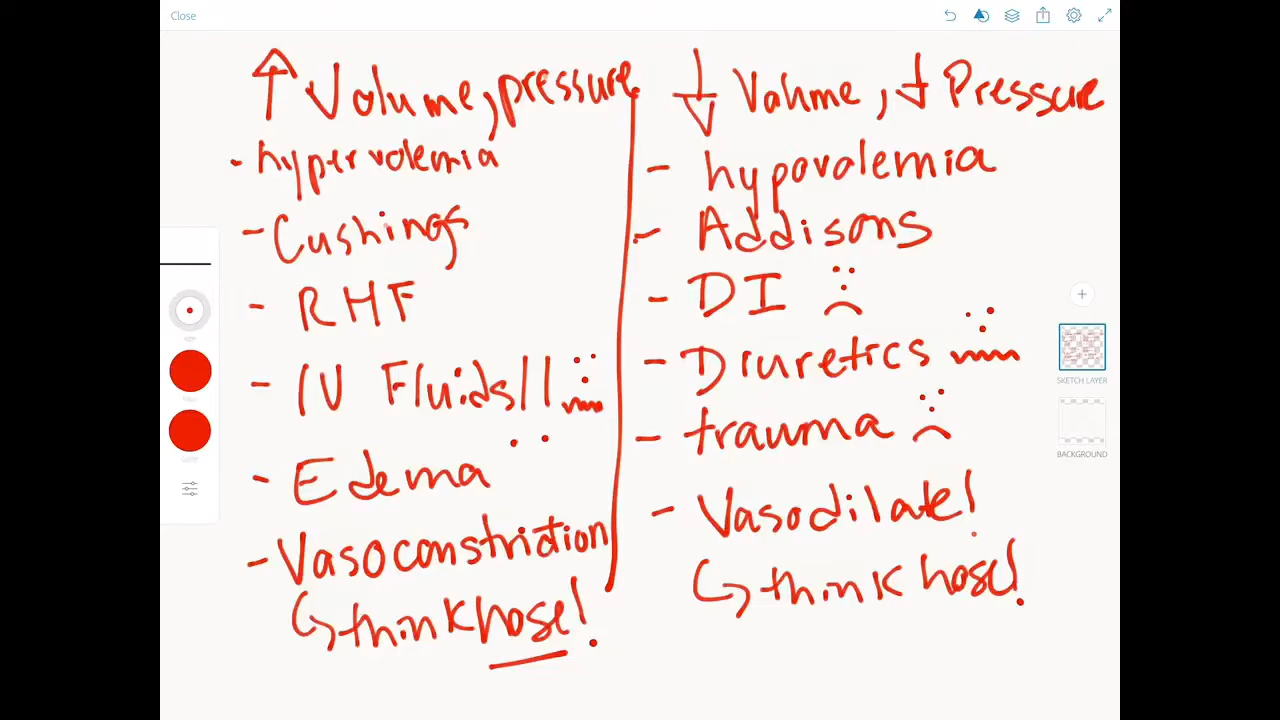 Close
↑ Volume, pressure
- hypervolemia
- Cushings
- RHF
- IV Fluids!!
- Edema
- Vasoconstriction
↳ think hose!
↓ Volume, ↓ Pressure
- hypovolemia
- Addisons
- DI
- Diuretics
- trauma
- Vasodilate!
↳ think hose!
SKETCH LAYER
BACKGROUND